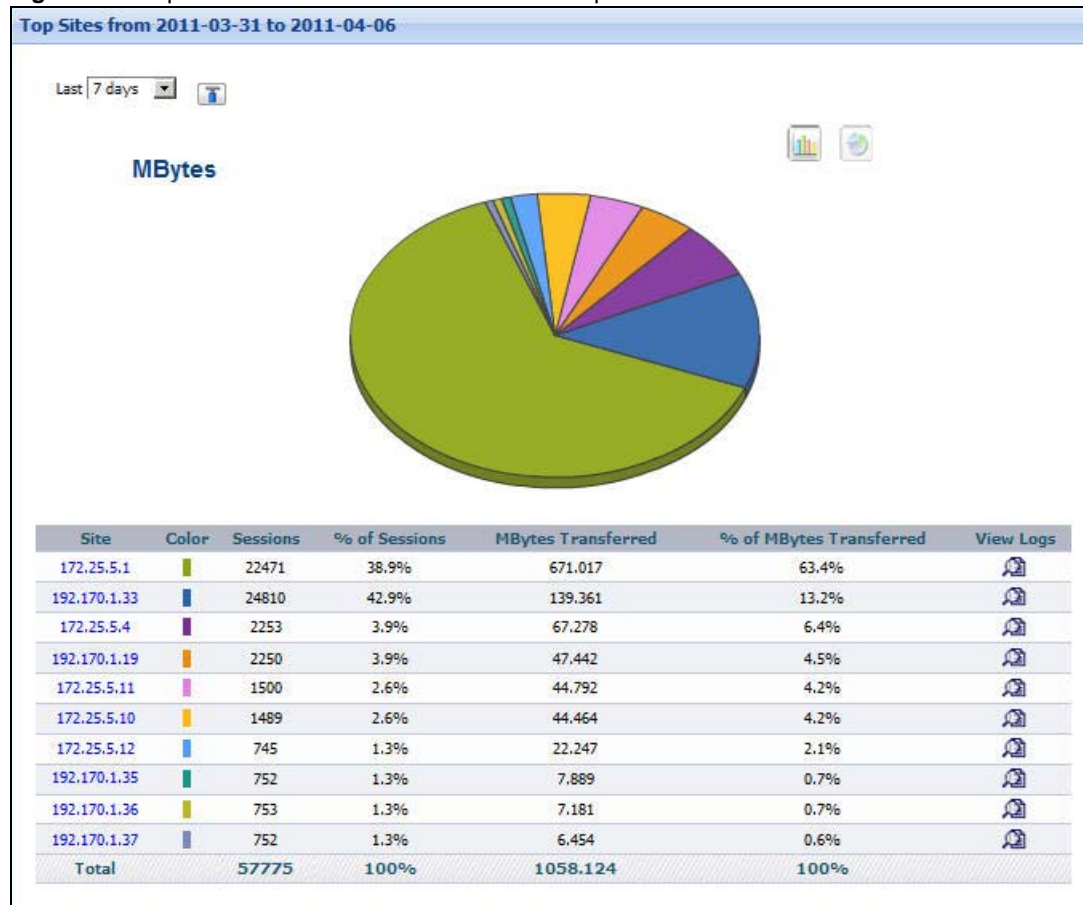 Top Sites from 2011-03-31 to 2011-04-06
Last 7 days
MBytes
Site Color Sessions % of Sessions MBytes Transferred % of MBytes Transferred View Logs
172.25.5.1 22471 38.9% 671.017 63.4%
192.170.1.33 24810 42.9% 139.361 13.2%
172.25.5.4 2253 3.9% 67.278 6.4%
192.170.1.19 2250 3.9% 47.442 4.5%
172.25.5.11 1500 2.6% 44.792 4.2%
172.25.5.10 1489 2.6% 44.464 4.2%
172.25.5.12 745 1.3% 22.247 2.1%
192.170.1.35 752 1.3% 7.889 0.7%
192.170.1.36 753 1.3% 7.181 0.7%
192.170.1.37 752 1.3% 6.454 0.6%
Total 57775 100% 1058.124 100%